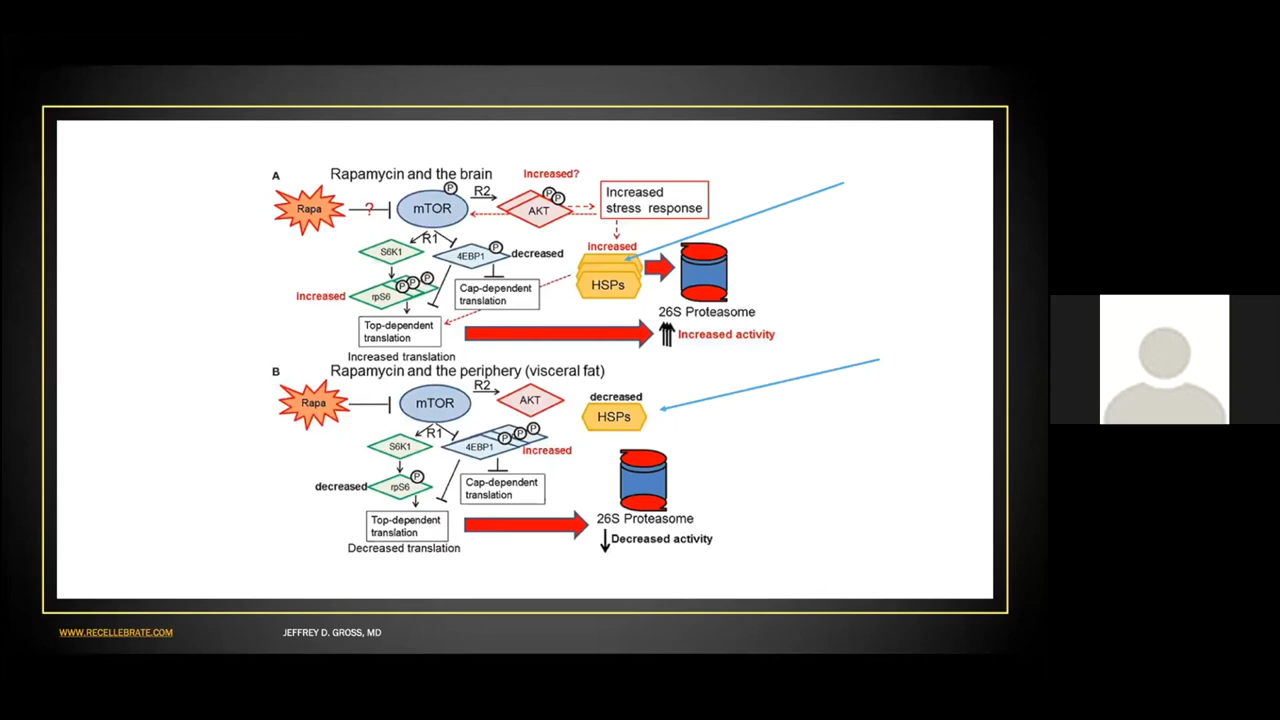 A
Rapamycin and the brain
Increased?
Rapa
?
mTOR
P
R2
P
P
AKT
Increased
stress response
R1
S6K1
4EBP1
P
decreased
increased
HSPs
increased
rpS6
P
P
P
Cap-dependent
translation
Top-dependent
translation
Increased translation
26S Proteasome
Increased activity
B
Rapamycin and the periphery (visceral fat)
Rapa
mTOR
R2
AKT
decreased
HSPs
R1
S6K1
4EBP1
P
P
P
increased
decreased
rpS6
P
Cap-dependent
translation
Top-dependent
translation
Decreased translation
26S Proteasome
Decreased activity
WWW.RECELLEBRATE.COM
JEFFREY D. GROSS, MD